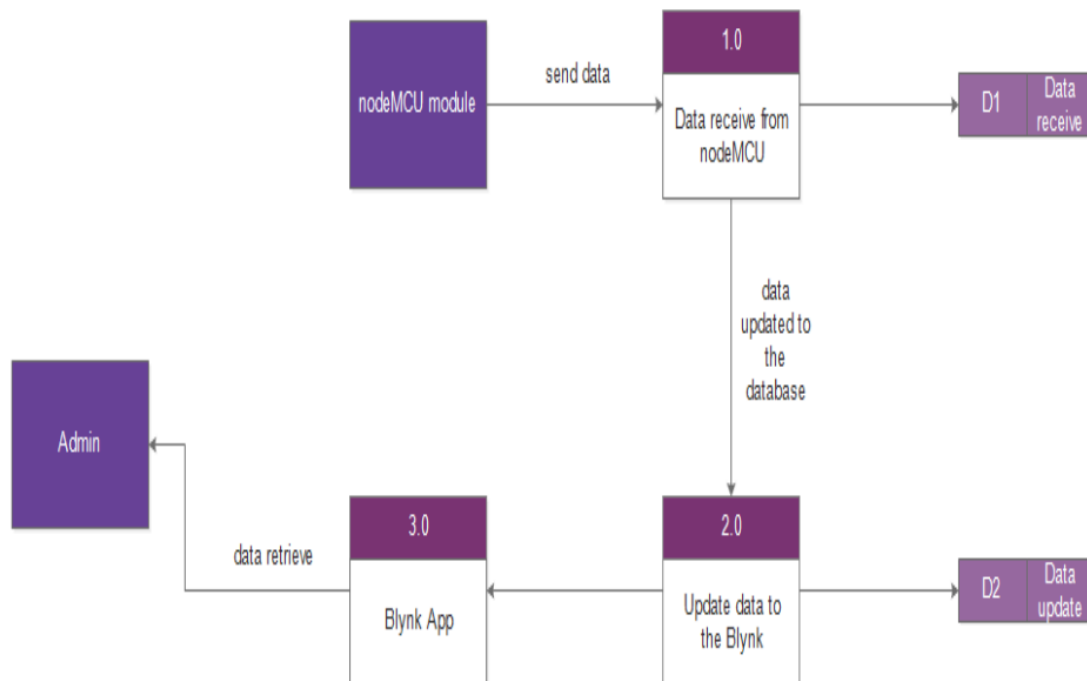 1.0
nodeMCU module
send data
Data receive from
nodeMCU
D1
Data
receive
data
updated to
the
database
Admin
3.0
2.0
data retrieve
Blynk App
Update data to
the Blynk
D2
Data
update